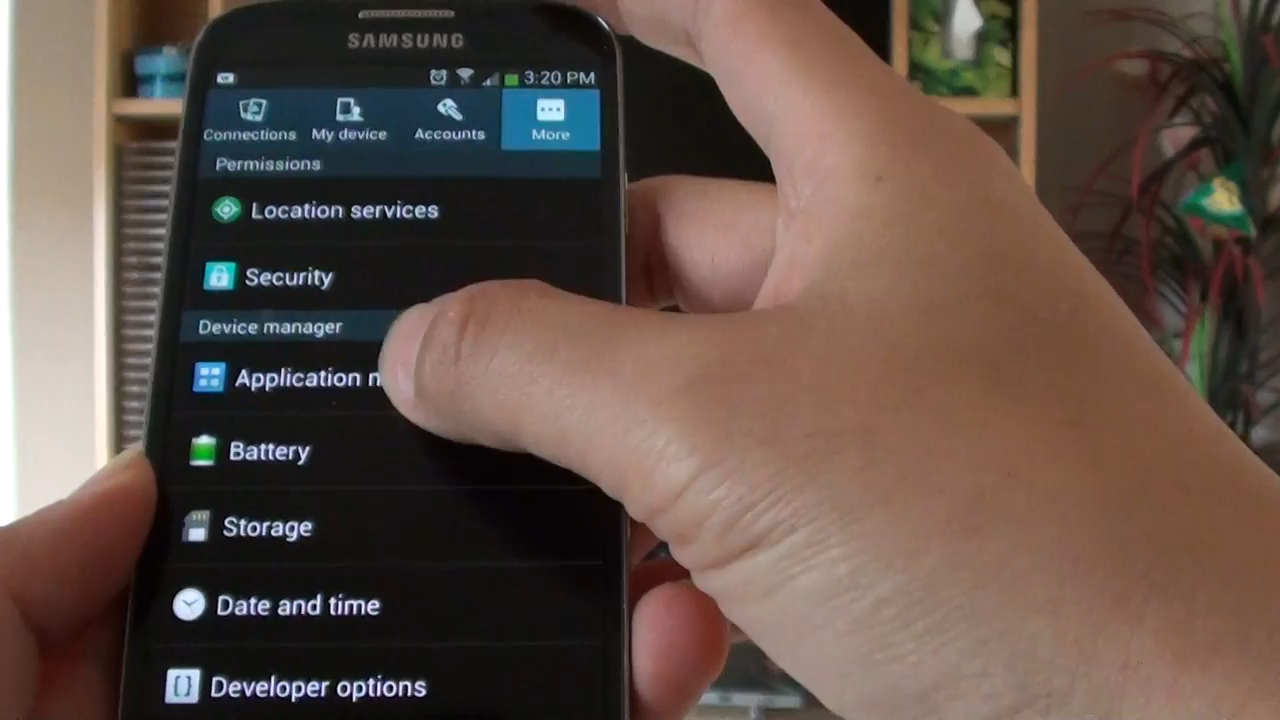 SAMSUNG
3:20 PM
Connections My device Accounts More
Permissions
Location services
Security
Device manager
Application
Battery
Storage
Date and time
Developer options